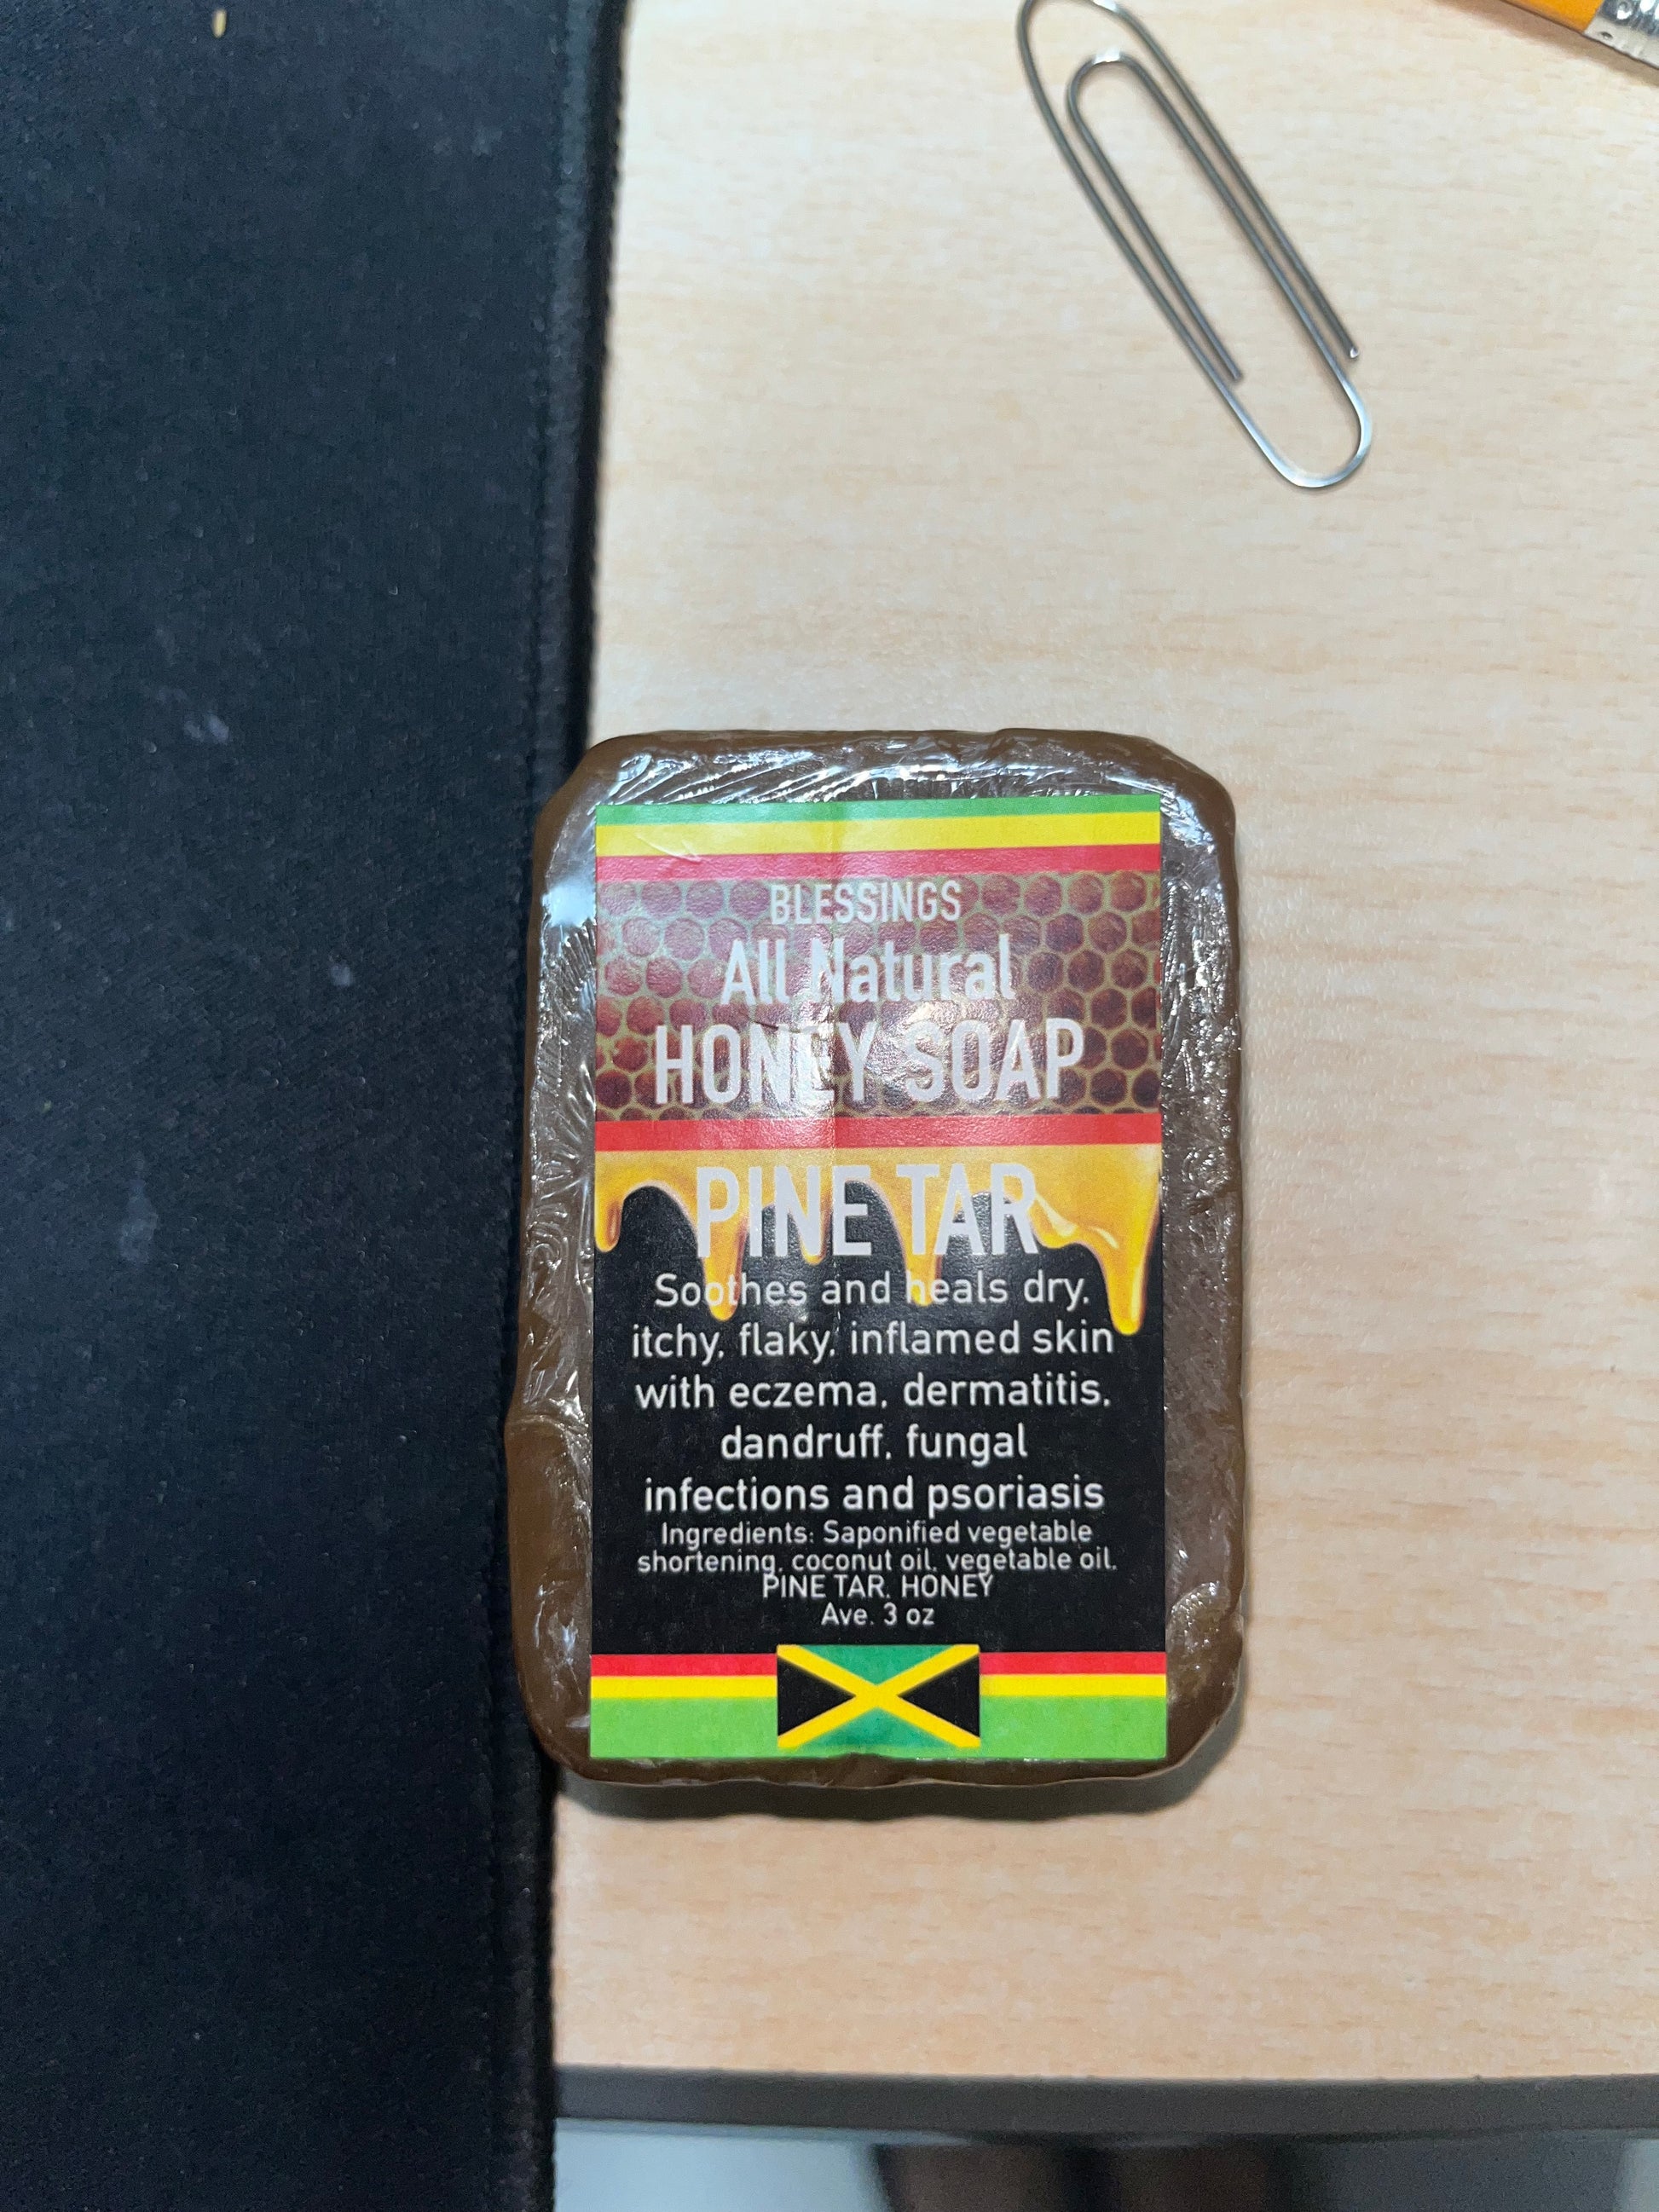 BLESSINGS
All Natural
HONEY SOAP
PINE TAR
Soothes and heals dry,
itchy, flaky, inflamed skin
with eczema, dermatitis,
dandruff, fungal
infections and psoriasis
Ingredients: Saponified vegetable
shortening, coconut oil, vegetable oil,
PINE TAR, HONEY
Ave. 3 oz